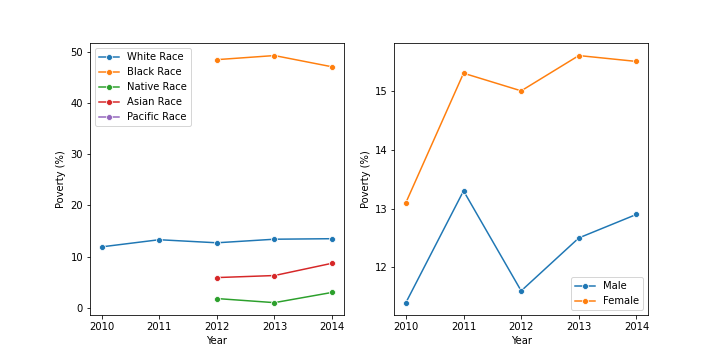 White Race
Black Race
Native Race
Asian Race
Pacific Race
50
40
30
20
10
0
Poverty (%)
2010 2011 2012 2013 2014
Year
15
14
13
12
Poverty (%)
Male
Female
2010 2011 2012 2013 2014
Year